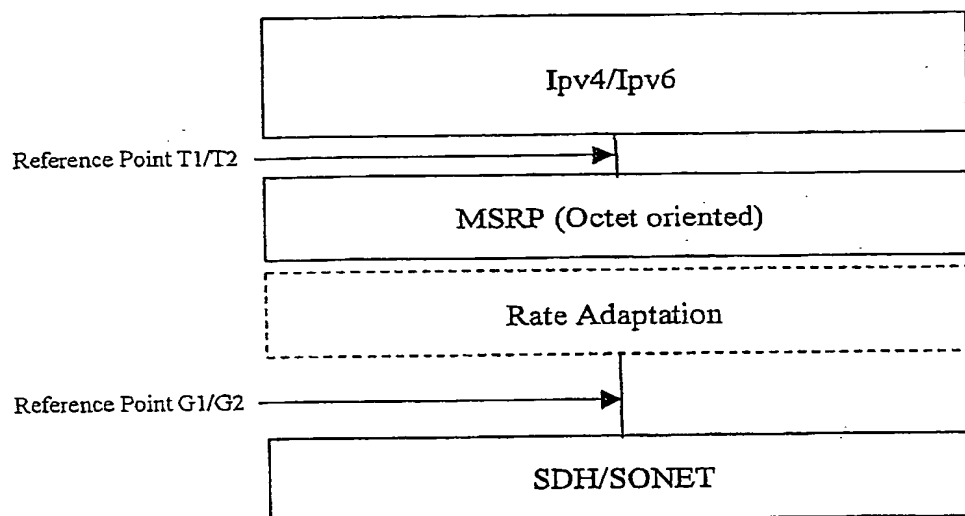 Ipv4/Ipv6
Reference Point T1/T2
MSRP (Octet oriented)
Rate Adaptation
Reference Point G1/G2
SDH/SONET